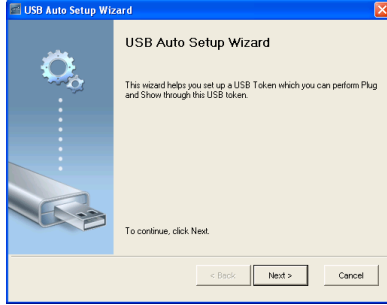 USB Auto Setup Wizard
USB Auto Setup Wizard
This wizard helps you set up a USB Token which you can perform Plug
and Show through this USB token.
To continue, click Next.
< Back
Next >
Cancel